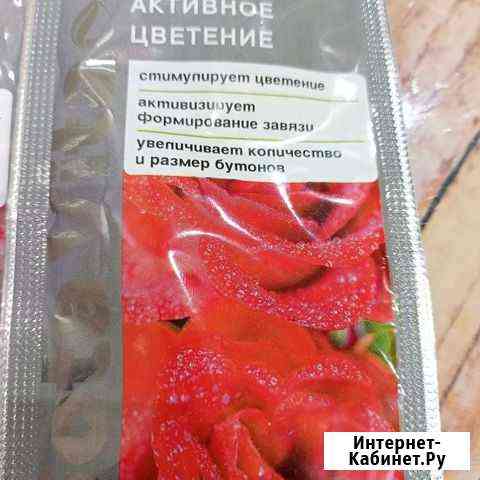 АКТИВНОЕ
ЦВЕТЕНИЕ
стимулирует цветение
активизирует
формирование завязи
увеличивает количество
и размер бутонов
Интернет-
Кабинет.Ру